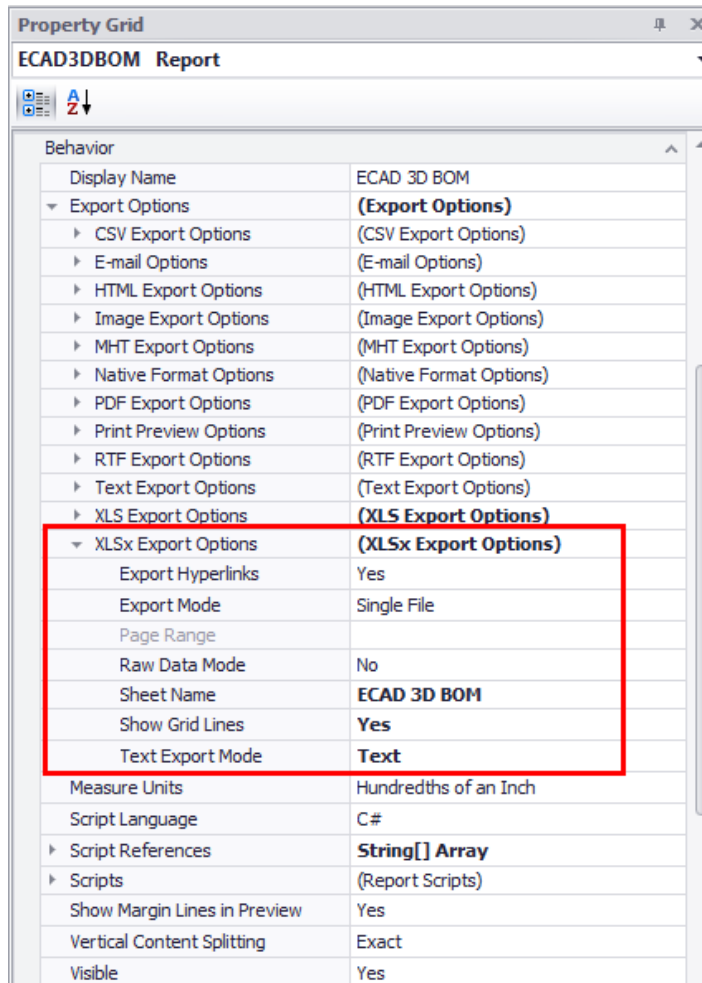 Property Grid
ECAD3DBOM Report
Behavior
Display Name ECAD 3D BOM
Export Options (Export Options)
CSV Export Options (CSV Export Options)
E-mail Options (E-mail Options)
HTML Export Options (HTML Export Options)
Image Export Options (Image Export Options)
MHT Export Options (MHT Export Options)
Native Format Options (Native Format Options)
PDF Export Options (PDF Export Options)
Print Preview Options (Print Preview Options)
RTF Export Options (RTF Export Options)
Text Export Options (Text Export Options)
XLS Export Options (XLS Export Options)
XLSx Export Options (XLSx Export Options)
Export Hyperlinks Yes
Export Mode Single File
Page Range
Raw Data Mode No
Sheet Name ECAD 3D BOM
Show Grid Lines Yes
Text Export Mode Text
Measure Units Hundredths of an Inch
Script Language C#
Script References String[] Array
Scripts (Report Scripts)
Show Margin Lines in Preview Yes
Vertical Content Splitting Exact
Visible Yes